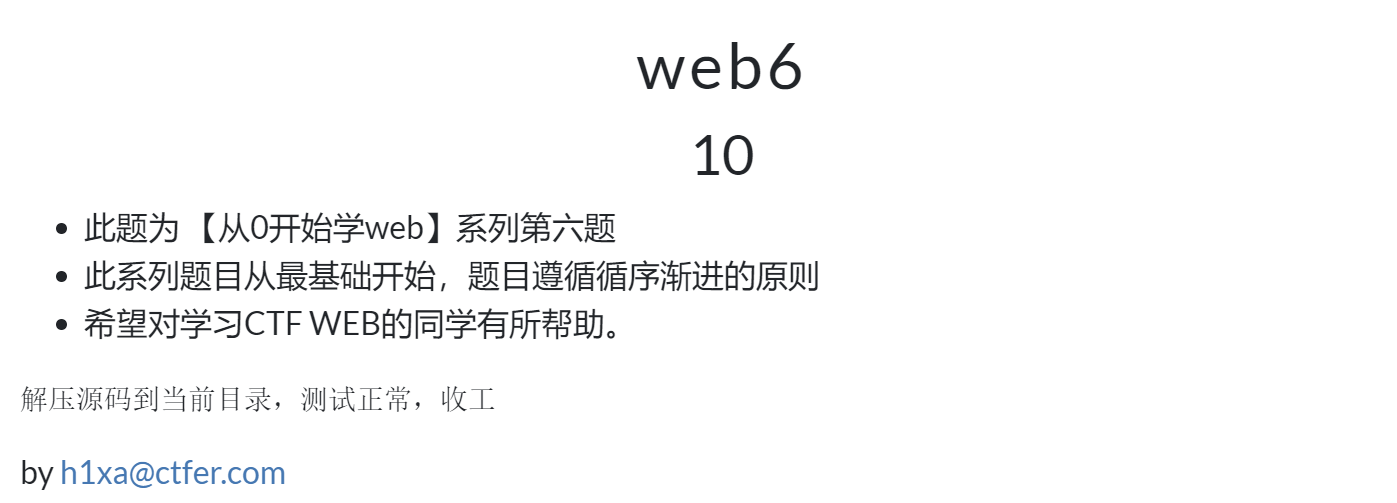 web6
10
此题为 【从0开始学web】系列第六题
此系列题目从最基础开始，题目遵循循序渐进的原则
希望对学习CTF WEB的同学有所帮助。
解压源码到当前目录，测试正常，收工
by h1xa@ctfer.com